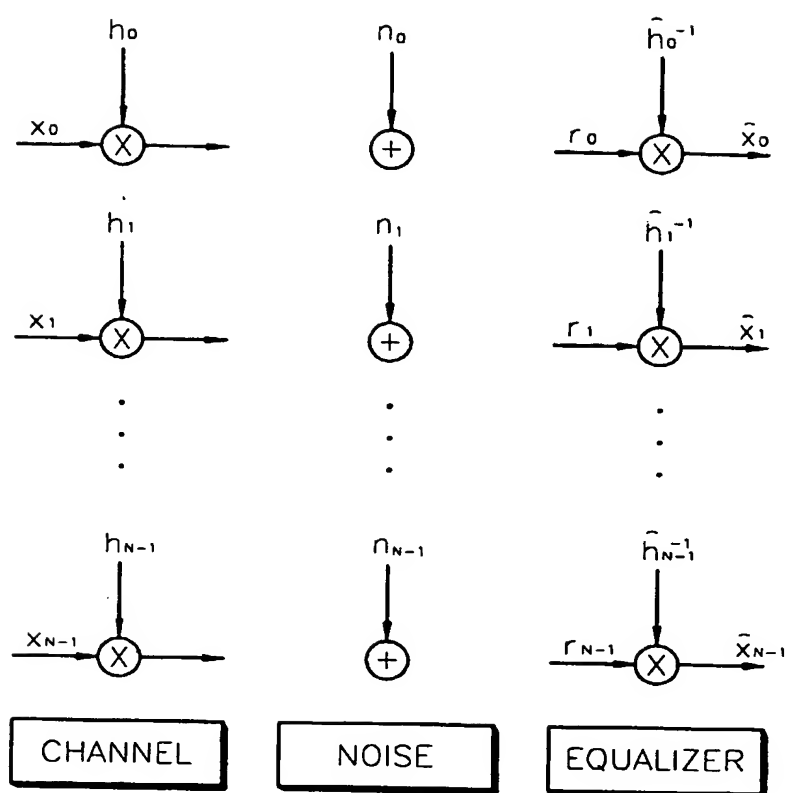 h₀ n₀ ĥ₀⁻¹
x₀ r₀ x̂₀
h₁ n₁ ĥ₁⁻¹
x₁ r₁ x̂₁
hN-1 nN-1 ĥN-1⁻¹
xN-1 rN-1 x̂N-1
CHANNEL NOISE EQUALIZER